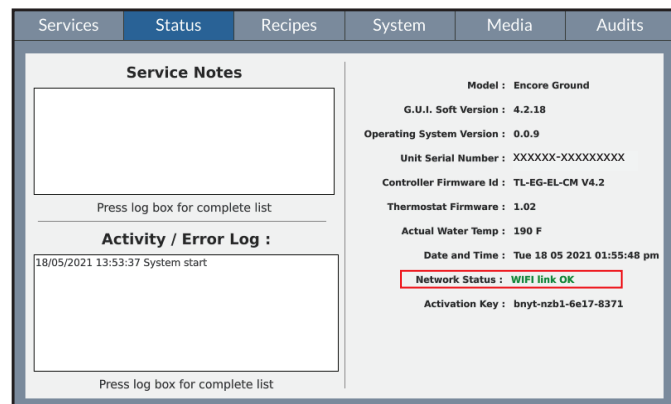 Services Status Recipes System Media Audits
Service Notes
Press log box for complete list
Activity / Error Log :
18/05/2021 13:53:37 System start
Press log box for complete list
Model : Encore Ground
G.U.I. Soft Version : 4.2.18
Operating System Version : 0.0.9
Unit Serial Number : XXXXXX-XXXXXXXXX
Controller Firmware Id : TL-EG-EL-CM V4.2
Thermostat Firmware : 1.02
Actual Water Temp : 190 F
Date and Time : Tue 18 05 2021 01:55:48 pm
Network Status : WIFI link OK
Activation Key : bnyt-nzb1-6e17-8371